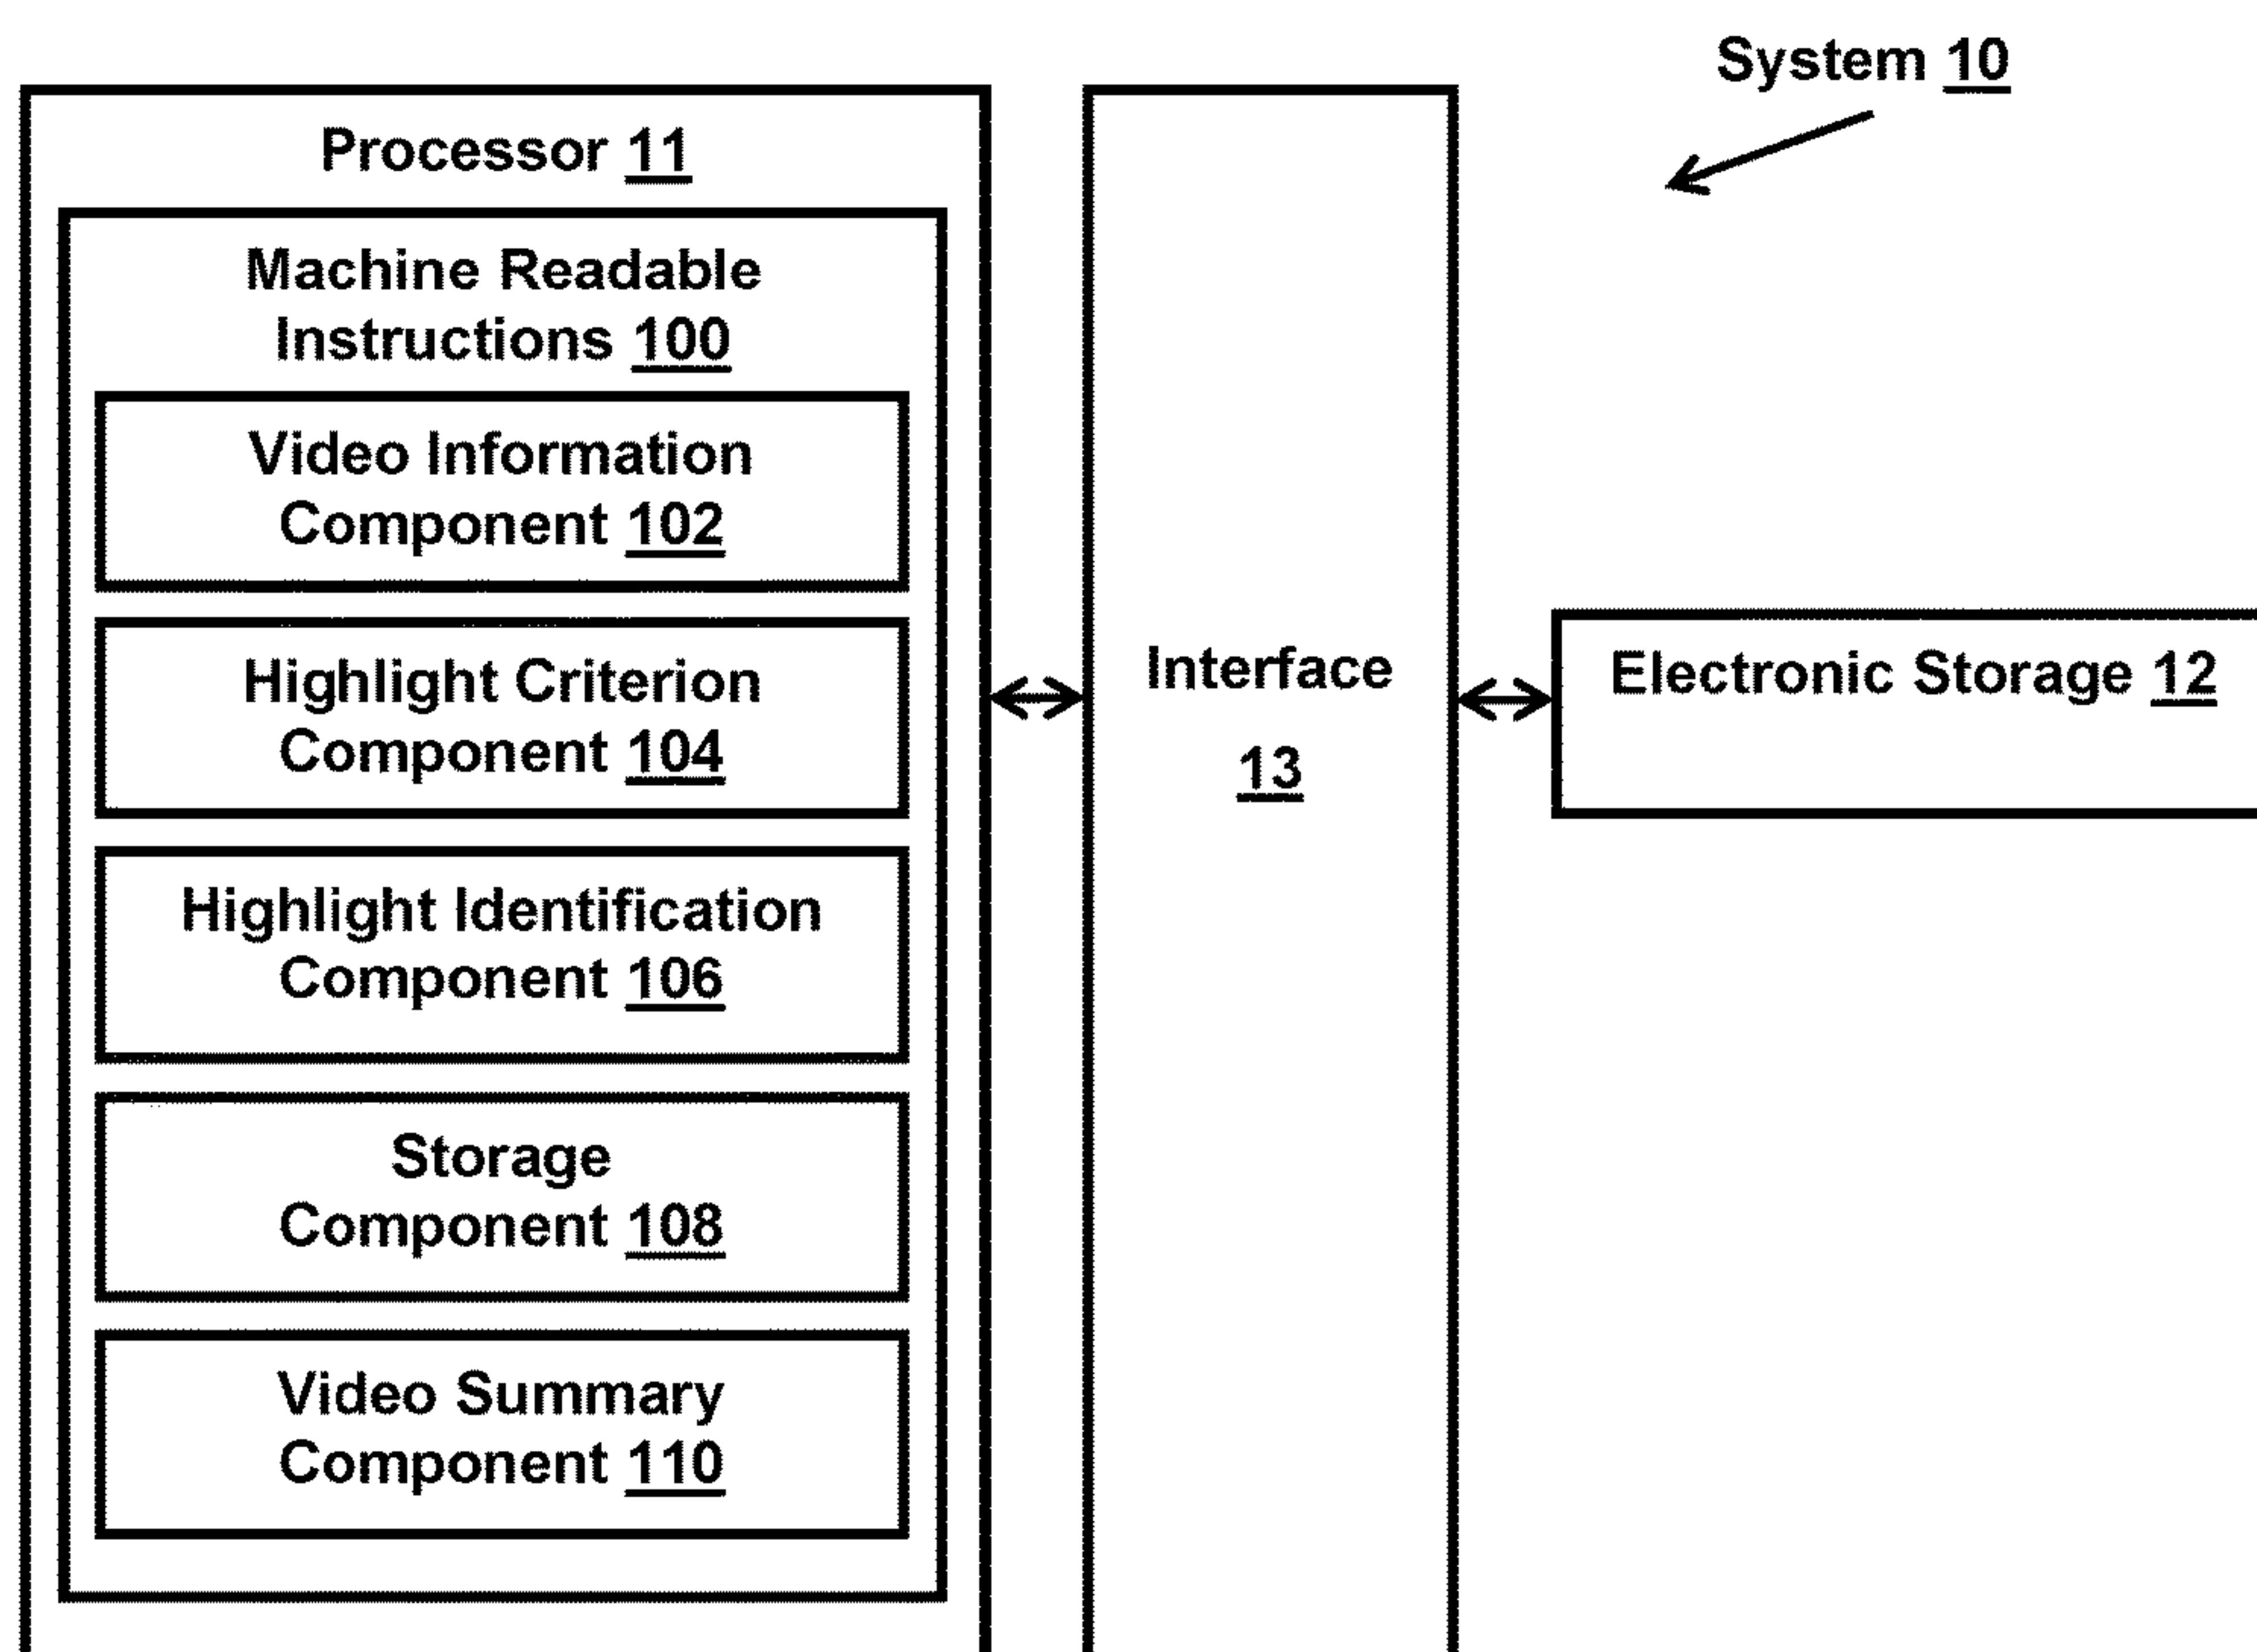 System 10
Processor 11
Machine Readable
Instructions 100
Video Information
Component 102
Highlight Criterion
Component 104
Highlight Identification
Component 106
Storage
Component 108
Video Summary
Component 110
Interface
13
Electronic Storage 12